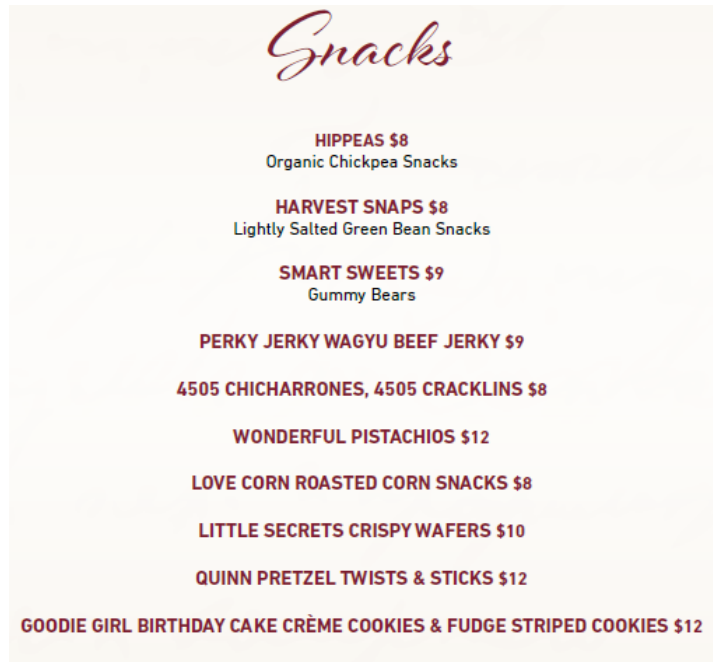 Snacks
HIPPEAS $8
Organic Chickpea Snacks
HARVEST SNAPS $8
Lightly Salted Green Bean Snacks
SMART SWEETS $9
Gummy Bears
PERKY JERKY WAGYU BEEF JERKY $9
4505 CHICHARRONES, 4505 CRACKLINS $8
WONDERFUL PISTACHIOS $12
LOVE CORN ROASTED CORN SNACKS $8
LITTLE SECRETS CRISPY WAFERS $10
QUINN PRETZEL TWISTS & STICKS $12
GOODIE GIRL BIRTHDAY CAKE CRÈME COOKIES & FUDGE STRIPED COOKIES $12